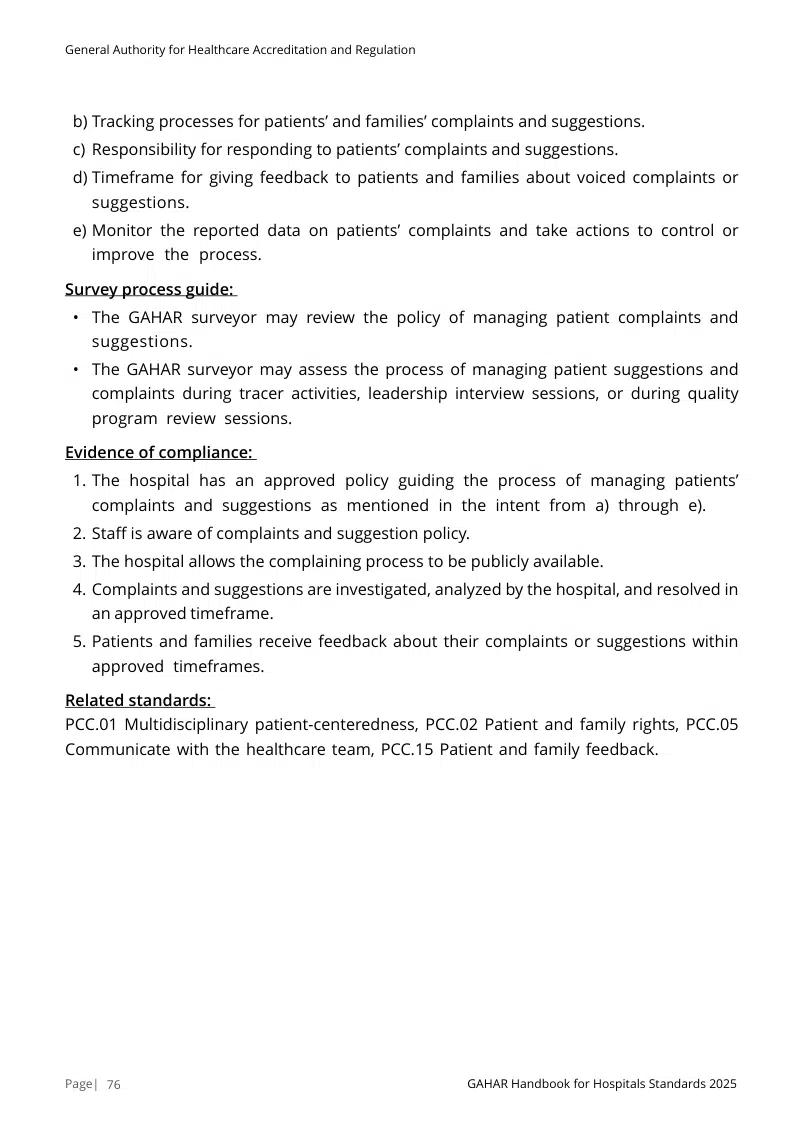 General Authority for Healthcare Accreditation and Regulation
b) Tracking processes for patients’ and families’ complaints and suggestions.
c) Responsibility for responding to patients’ complaints and suggestions.
d) Timeframe for giving feedback to patients and families about voiced complaints or
suggestions.
e) Monitor the reported data on patients’ complaints and take actions to control or
improve the process.
Survey process guide:
• The GAHAR surveyor may review the policy of managing patient complaints and
suggestions.
• The GAHAR surveyor may assess the process of managing patient suggestions and
complaints during tracer activities, leadership interview sessions, or during quality
program review sessions.
Evidence of compliance:
1. The hospital has an approved policy guiding the process of managing patients’
complaints and suggestions as mentioned in the intent from a) through e).
2. Staff is aware of complaints and suggestion policy.
3. The hospital allows the complaining process to be publicly available.
4. Complaints and suggestions are investigated, analyzed by the hospital, and resolved in
an approved timeframe.
5. Patients and families receive feedback about their complaints or suggestions within
approved timeframes.
Related standards:
PCC.01 Multidisciplinary patient-centeredness, PCC.02 Patient and family rights, PCC.05
Communicate with the healthcare team, PCC.15 Patient and family feedback.
Page| 76 GAHAR Handbook for Hospitals Standards 2025